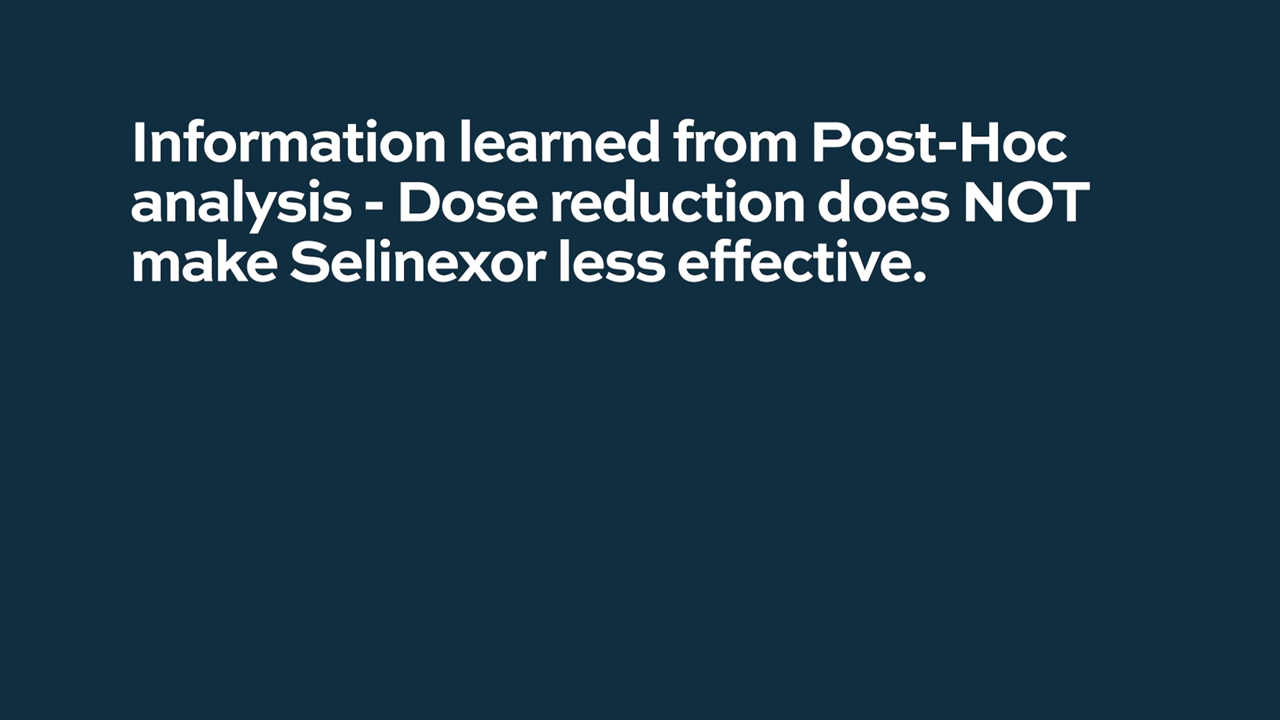 Information learned from Post-Hoc
analysis - Dose reduction does NOT
make Selinexor less effective.